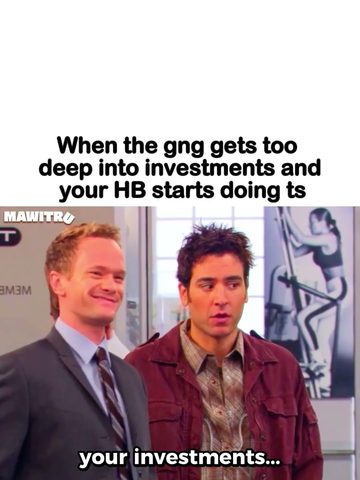 When the gng gets too
deep into investments and
your HB starts doing ts
MAWITRU
your investments...